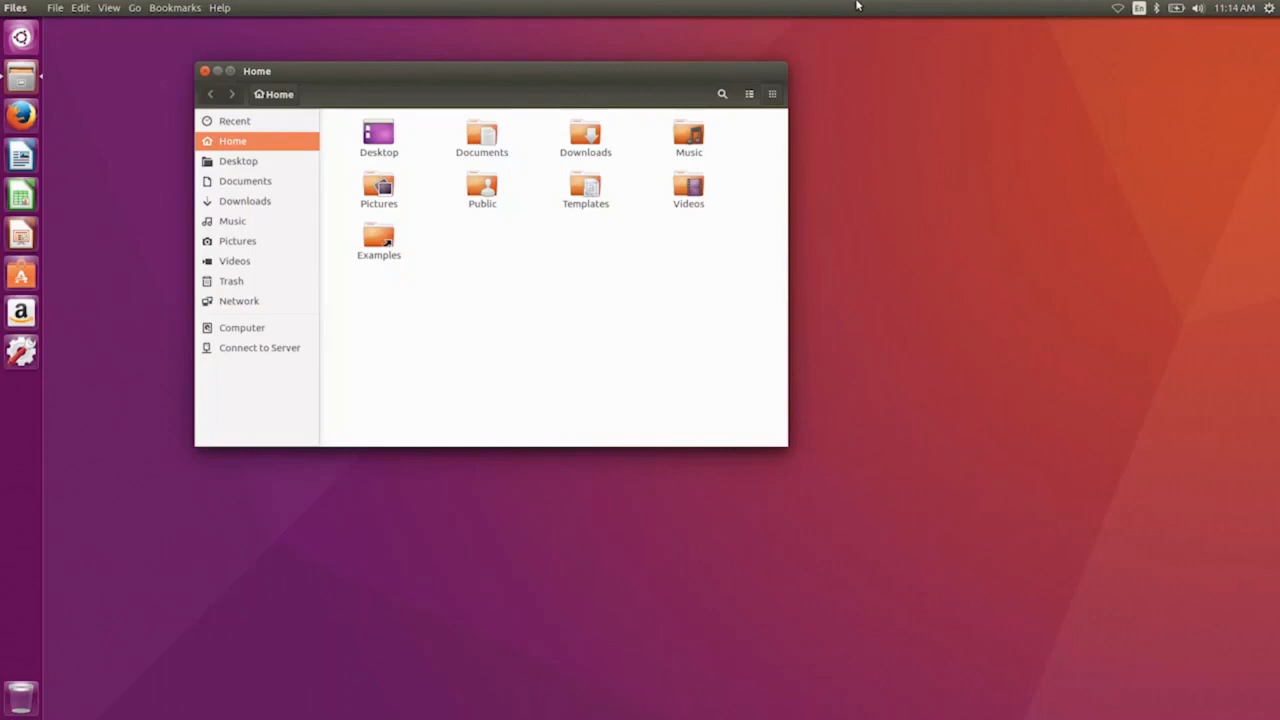 Files File Edit View Go Bookmarks Help En 11:14 AM
Home
Home
Recent
Home
Desktop
Documents
Downloads
Music
Pictures
Videos
Trash
Network
Computer
Connect to Server
Desktop Documents Downloads Music
Pictures Public Templates Videos
Examples
a